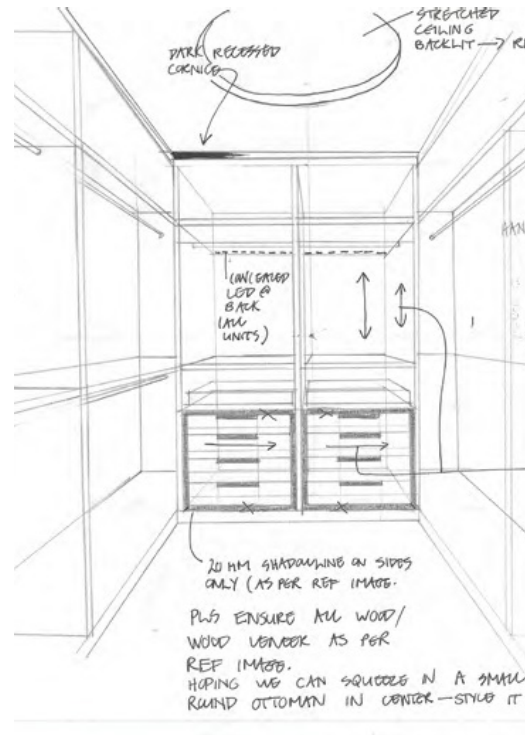 STRETCHED
CEILING
BACKLIT → RE
DARK RECESSED
CORNICE
HAN
CONCEALED
LED @
BACK
(ALL
UNITS)
20 MM SHADOWLINE ON SIDES
ONLY (AS PER REF IMAGE.
PLS ENSURE ALL WOOD/
WOOD VENEER AS PER
REF IMAGE.
HOPING WE CAN SQUEEZE IN A SMALL
ROUND OTTOMAN IN CENTER—STYLE IT